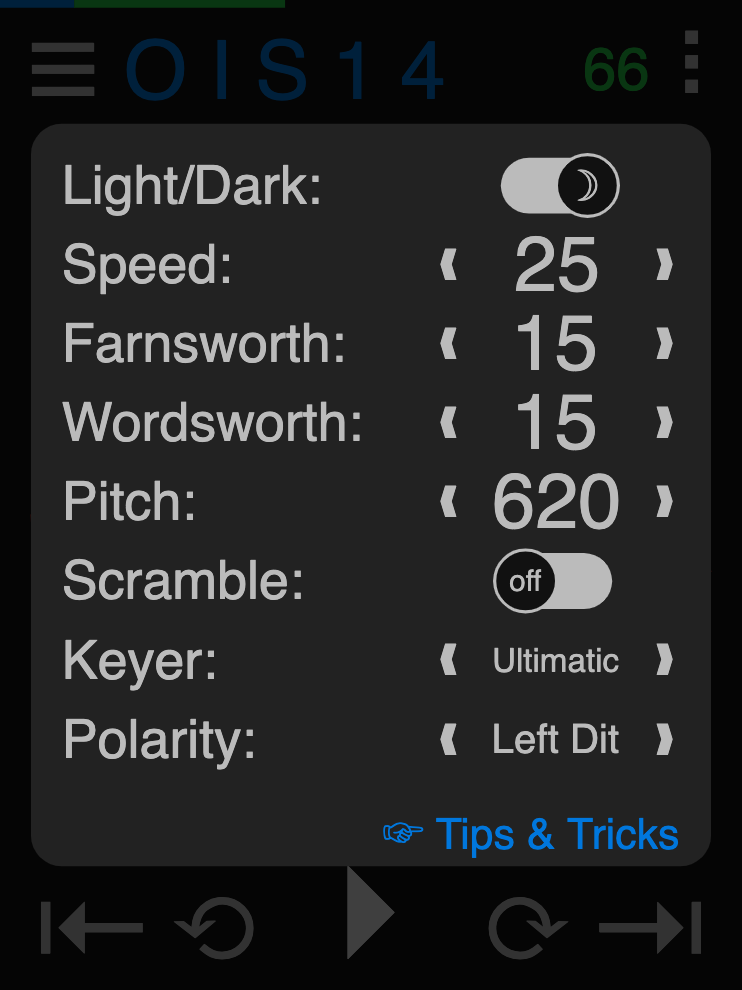 OIS14 66
Light/Dark:
Speed: 25
Farnsworth: 15
Wordsworth: 15
Pitch: 620
Scramble: off
Keyer: Ultimatic
Polarity: Left Dit
☞ Tips & Tricks